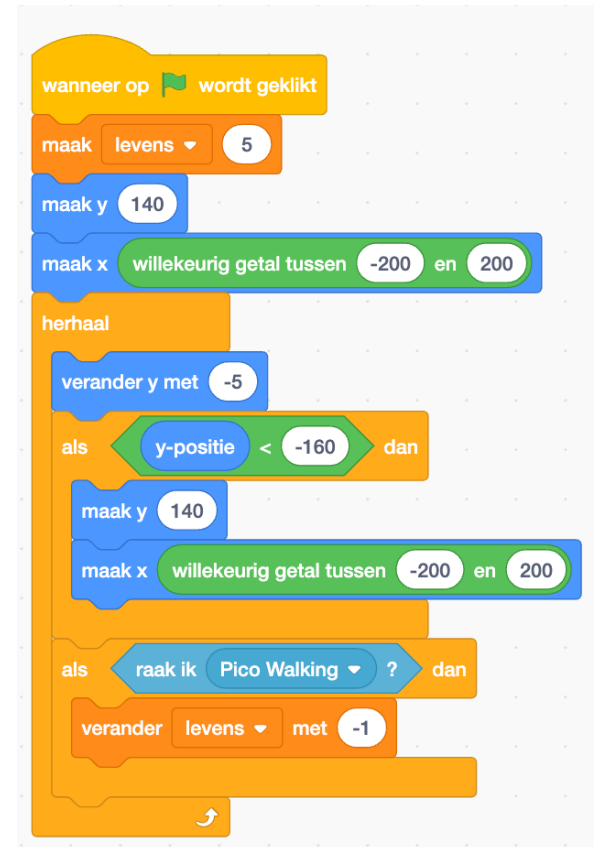 wanneer op wordt geklikt
maak levens 5
maak y 140
maak x willekeurig getal tussen -200 en 200
herhaal
verander y met -5
als y-positie < -160 dan
maak y 140
maak x willekeurig getal tussen -200 en 200
als raak ik Pico Walking ? dan
verander levens met -1